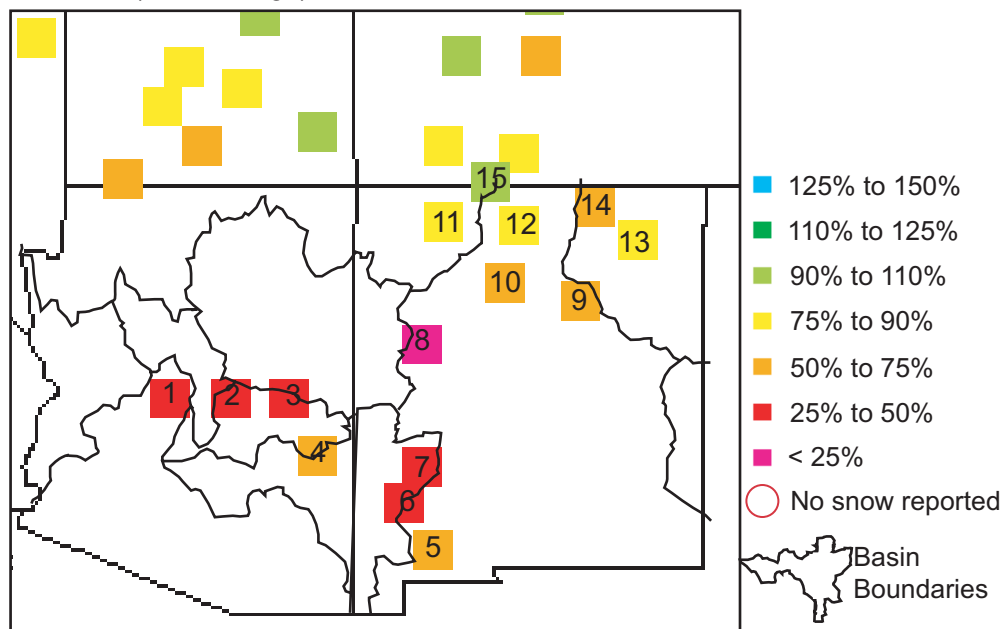 15
125% to 150%
14
11
12
110% to 125%
13
90% to 110%
10
9
75% to 90%
8
50% to 75%
1
2
3
25% to 50%
4
7
< 25%
6
No snow reported
5
Basin
Boundaries